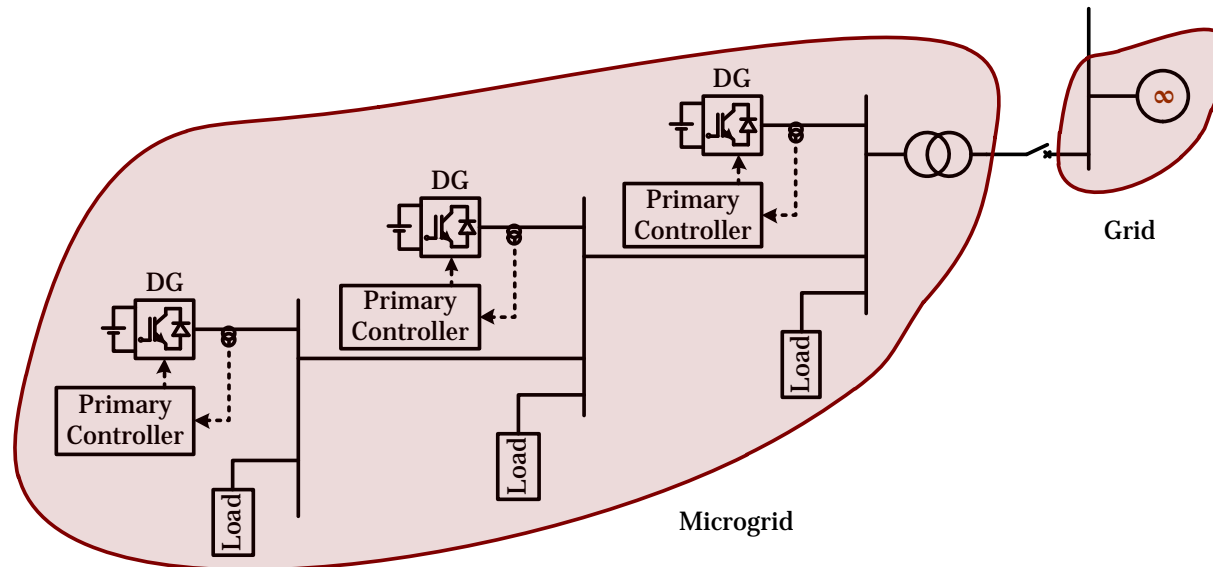 DG
Primary
Controller
Load
DG
Primary
Controller
Load
DG
Primary
Controller
Load
∞
Grid
Microgrid